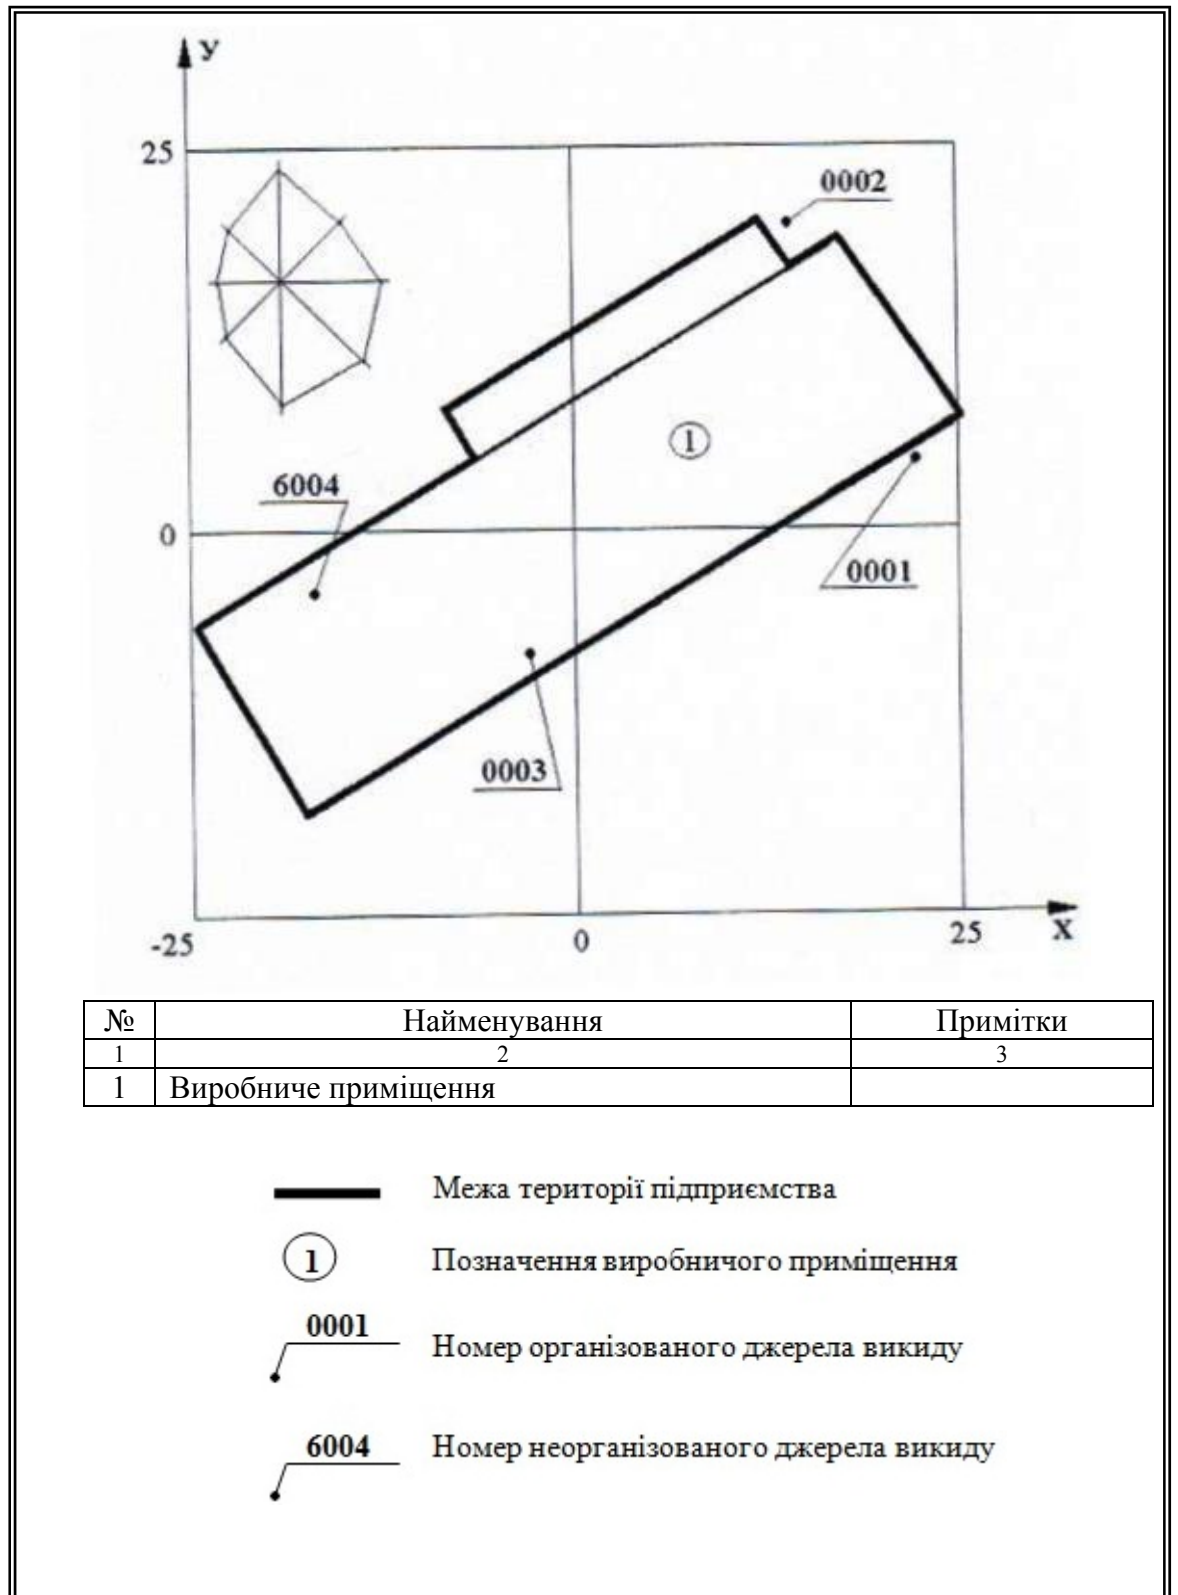 У
25
0002
1
6004
0
0001
0003
-25
0
25
Х
№ Найменування Примітки
1 2 3
1 Виробниче приміщення
Межа території підприємства
1 Позначення виробничого приміщення
0001
Номер організованого джерела викиду
6004 Номер неорганізованого джерела викиду